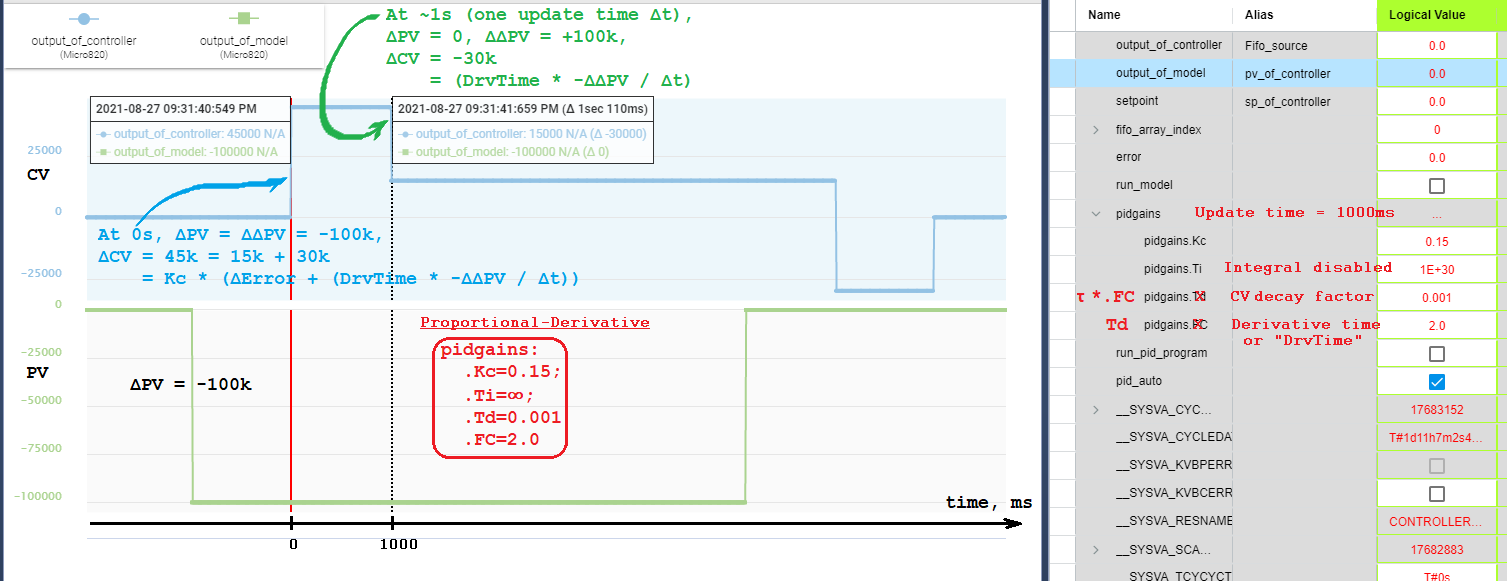 output_of_controller
(Micro820)
output_of_model
(Micro820)
At ~1s (one update time Δt),
ΔPV = 0, ΔΔPV = +100k,
ΔCV = -30k
= (DrvTime * -ΔΔPV / Δt)
2021-08-27 09:31:40:549 PM
output_of_controller: 45000 N/A
output_of_model: -100000 N/A
2021-08-27 09:31:41:659 PM (Δ 1sec 110ms)
output_of_controller: 15000 N/A (Δ -30000)
output_of_model: -100000 N/A (Δ 0)
25000
CV
0
-25000
At 0s, ΔPV = ΔΔPV = -100k,
ΔCV = 45k = 15k + 30k
= Kc * (ΔError + (DrvTime * -ΔΔPV / Δt))
0
-25000
PV
-50000
-75000
-100000
ΔPV = -100k
Proportional-Derivative
pidgains:
.Kc=0.15;
.Ti=∞;
.Td=0.001
.FC=2.0
time, ms
0
1000
Name Alias Logical Value
output_of_controller Fifo_source 0.0
output_of_model pv_of_controller 0.0
setpoint sp_of_controller 0.0
fifo_array_index 0
error 0.0
run_model
pidgains Update time = 1000ms ...
pidgains.Kc 0.15
pidgains.Ti Integral disabled 1E+30
τ *.FC pidgains.Td X CV decay factor 0.001
Td pidgains.FC X Derivative time 2.0
or "DrvTime"
run_pid_program
pid_auto
__SYSVA_CYC... 17683152
__SYSVA_CYCLEDA T#1d11h7m2s4...
__SYSVA_KVBPERR
__SYSVA_KVBCERR
__SYSVA_RESNAME CONTROLLER...
__SYSVA_SCA... 17682883
__SYSVA_TCYCYCT T#0s